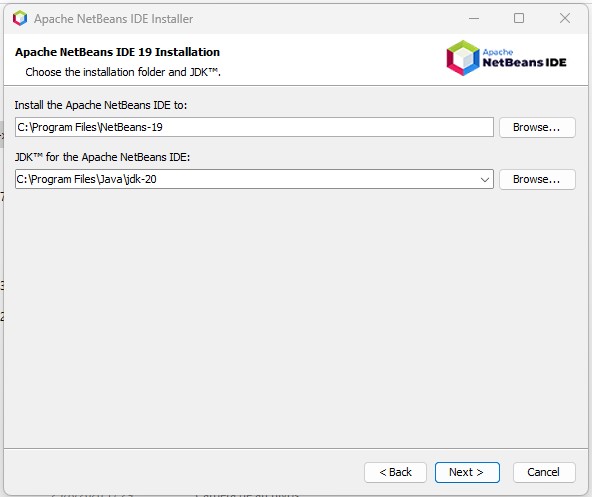 Apache NetBeans IDE Installer
Apache NetBeans IDE 19 Installation
Choose the installation folder and JDK™.
Apache
NetBeans IDE
Install the Apache NetBeans IDE to:
C:\Program Files\NetBeans-19
Browse...
JDK™ for the Apache NetBeans IDE:
C:\Program Files\Java\jdk-20
Browse...
< Back
Next >
Cancel